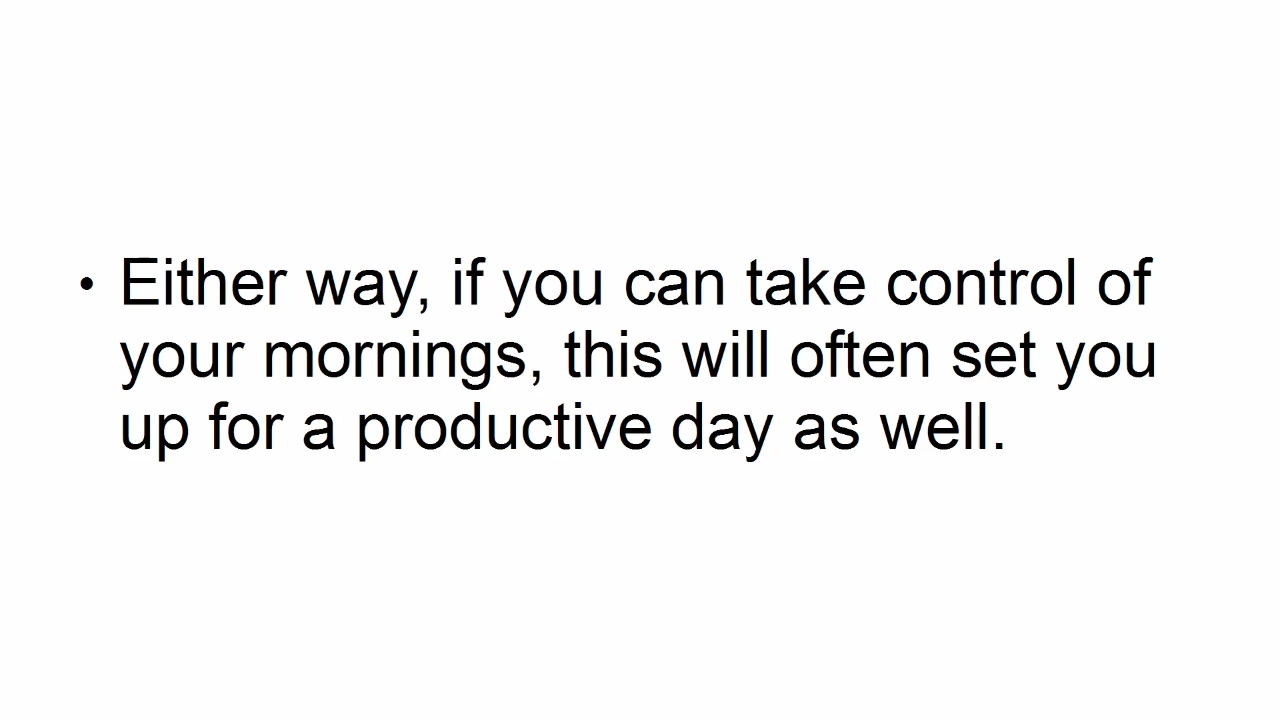 • Either way, if you can take control of
your mornings, this will often set you
up for a productive day as well.